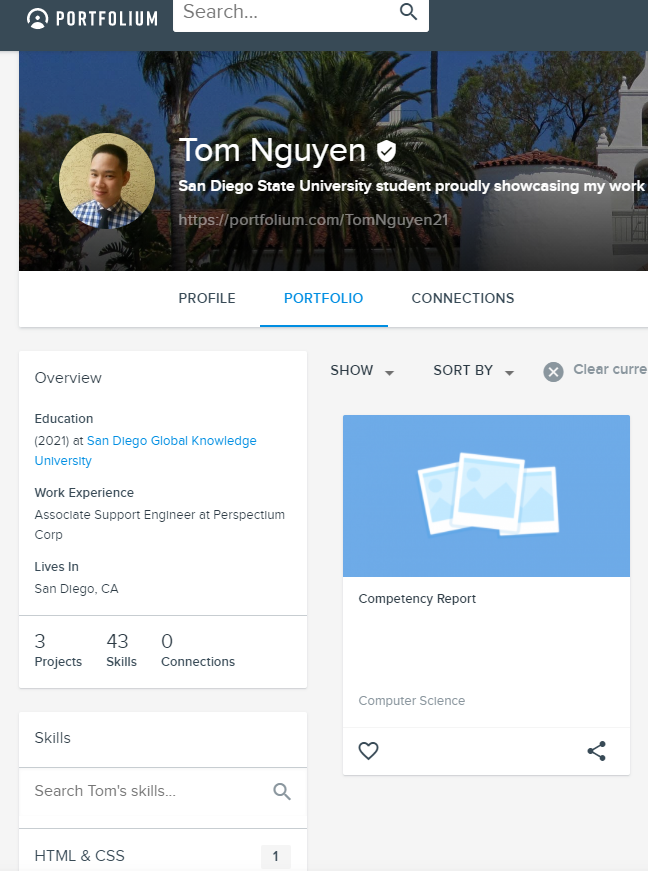 PORTFOLIUM
Search...
Tom Nguyen
San Diego State University student proudly showcasing my work
https://portfolium.com/TomNguyen21
PROFILE
PORTFOLIO
CONNECTIONS
Overview
Education
(2021) at San Diego Global Knowledge
University
Work Experience
Associate Support Engineer at Perspectium
Corp
Lives In
San Diego, CA
3
Projects
43
Skills
0
Connections
Skills
Search Tom's skills...
HTML & CSS
1
SHOW
SORT BY
Clear curre
Competency Report
Computer Science